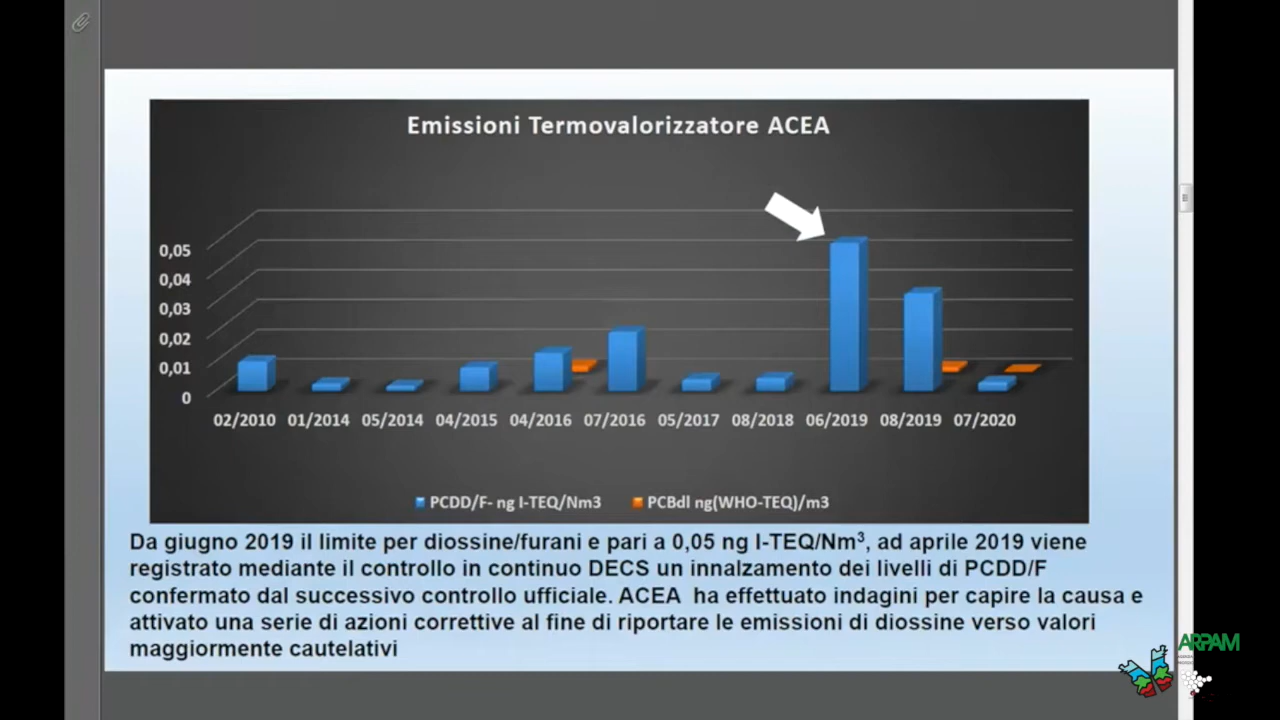 Emissioni Termovalorizzatore ACEA
0,05
0,04
0,03
0,02
0,01
0
02/2010 01/2014 05/2014 04/2015 04/2016 07/2016 05/2017 08/2018 06/2019 08/2019 07/2020
PCDD/F- ng I-TEQ/Nm3 PCBdl ng(WHO-TEQ)/m3
Da giugno 2019 il limite per diossine/furani e pari a 0,05 ng I-TEQ/Nm³, ad aprile 2019 viene
registrato mediante il controllo in continuo DECS un innalzamento dei livelli di PCDD/F
confermato dal successivo controllo ufficiale. ACEA ha effettuato indagini per capire la causa e
attivato una serie di azioni correttive al fine di riportare le emissioni di diossine verso valori
maggiormente cautelativi
ARPAM